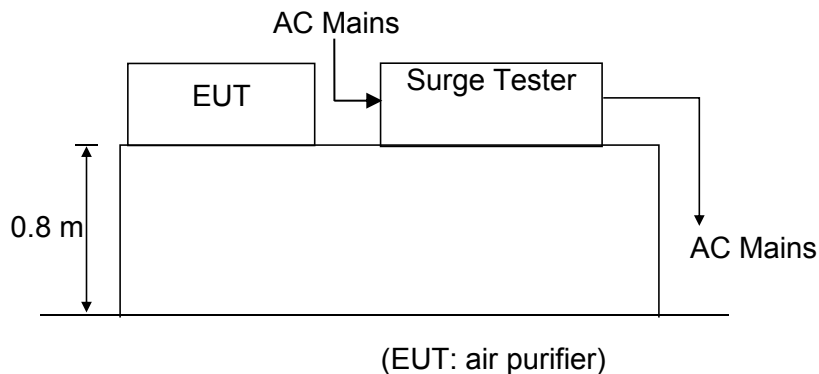 AC Mains
EUT
Surge Tester
0.8 m
AC Mains
(EUT: air purifier)